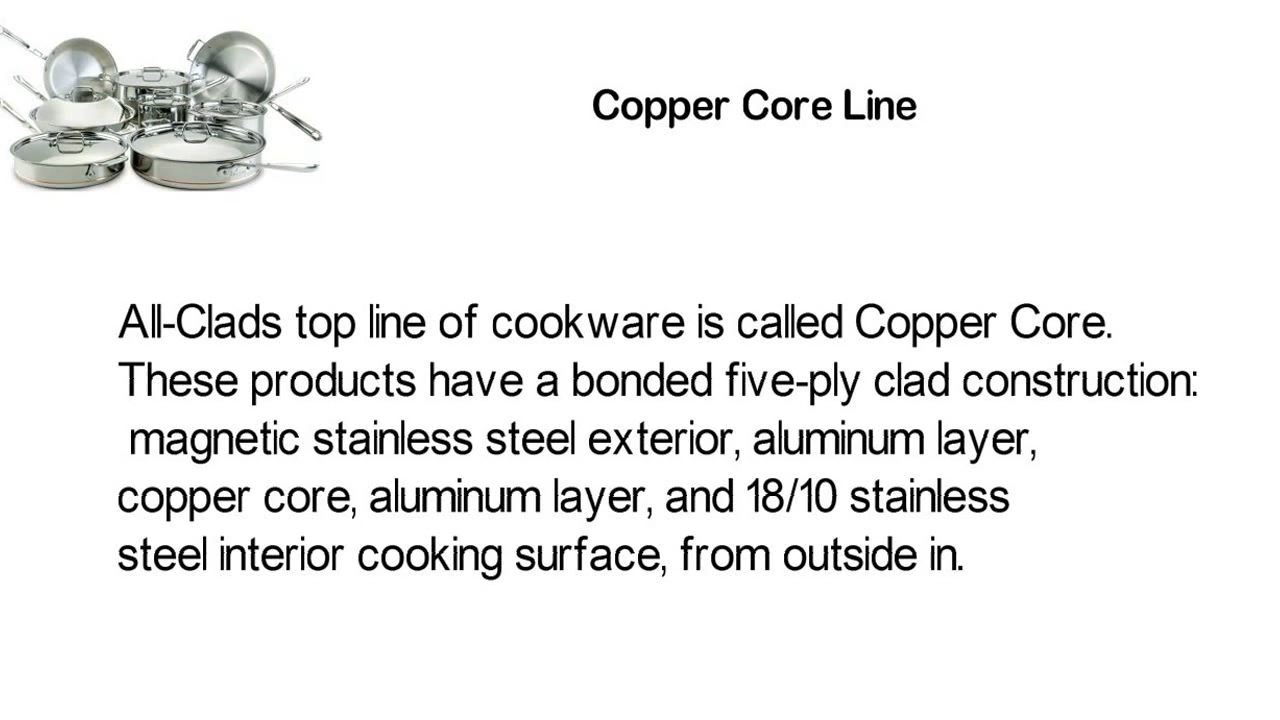 Copper Core Line
All-Clads top line of cookware is called Copper Core.
These products have a bonded five-ply clad construction:
magnetic stainless steel exterior, aluminum layer,
copper core, aluminum layer, and 18/10 stainless
steel interior cooking surface, from outside in.